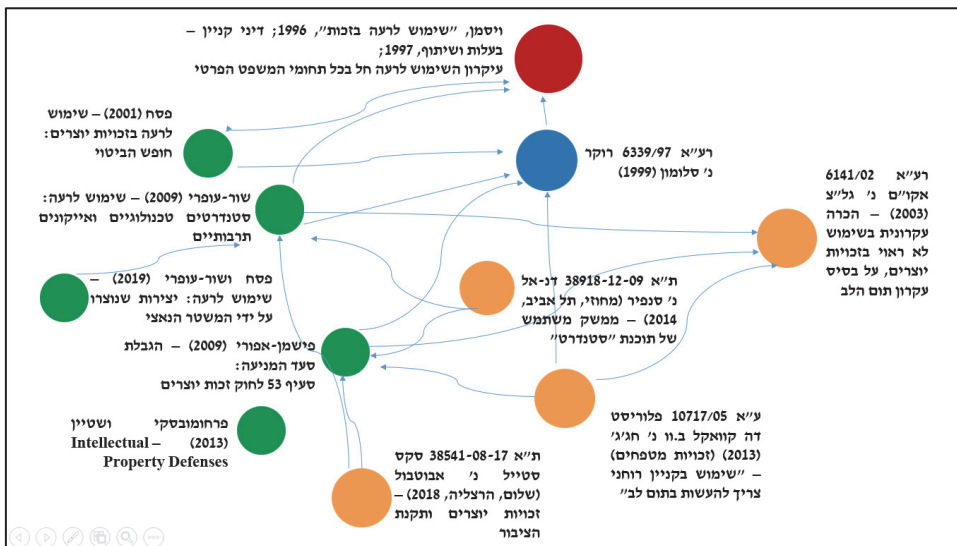 ויסמן, "שימוש לרעה בזכות", 1996; דיני קניין –
בעלות ושיתוף, 1997;
עיקרון השימוש לרעה חל בכל תחומי המשפט הפרטי
פסח (2001) – שימוש
לרעה בזכויות יוצרים:
חופש הביטוי
רע"א 6339/97 רוקר
נ' סלומון (1999)
רע"א 6141/02
אקו"ם נ' גל"צ
(2003) – הכרה
עקרונית בשימוש
לא ראוי בזכויות
יוצרים, על בסיס
עקרון תום הלב
שור-עופרי (2009) – שימוש לרעה:
סטנדרטים טכנולוגיים ואייקונים
תרבותיים
פסח ושור-עופרי (2019) –
שימוש לרעה: יצירות שנוצרו
על ידי המשטר הנאצי
ת"א 38918-12-09 דנ-אל
נ' סנפיר (מחוזי, תל אביב,
2014) – ממשק משתמש
של תוכנת "סטנדרט"
פישמן-אפורי (2009) – הגבלת
סעד המניעה:
סעיף 53 לחוק זכות יוצרים
פרחומובסקי ושטיין
(2013) – Intellectual
Property Defenses
ת"א 38541-08-17 סקס
סטייל נ' אבוטבול
(שלום, הרצליה, 2018) –
זכויות יוצרים ותקנת
הציבור
ע"א 10717/05 פלוריסט
דה קוואקל ב.וו נ' חג'ג'
(2013) (זכויות מטפחים)
– "שימוש בקניין רוחני
צריך להעשות בתום לב"